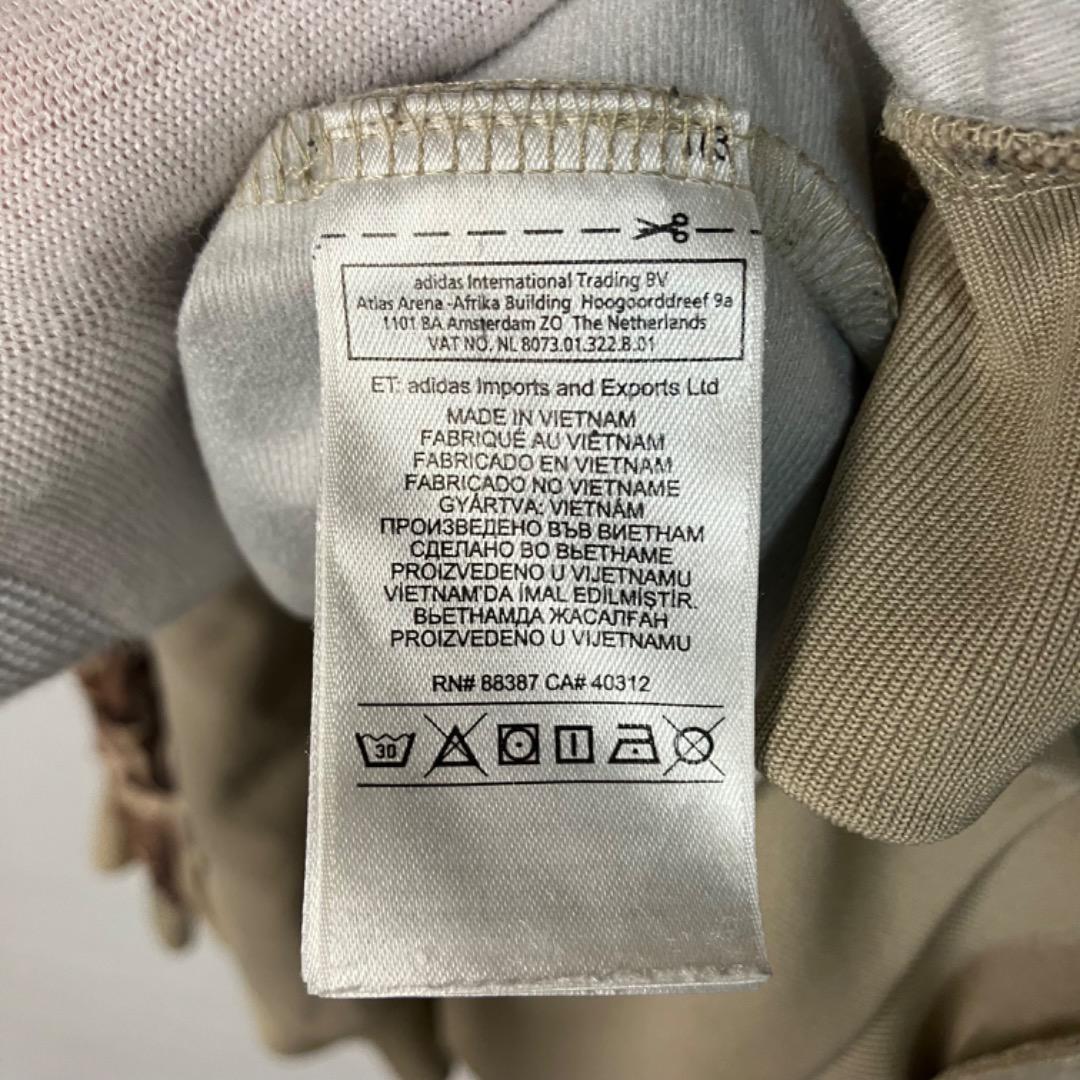 113
adidas International Trading BV
Atlas Arena -Afrika Building Hoogoorddreef 9a
1101 BA Amsterdam ZO The Netherlands
VAT NO. NL 8073.01.322.B.01
ET: adidas Imports and Exports Ltd
MADE IN VIETNAM
FABRIQUÉ AU VIÊTNAM
FABRICADO EN VIETNAM
FABRICADO NO VIETNAME
GYÁRTVA: VIETNÁM
ПРОИЗВЕДЕНО ВЪВ ВИЕТНАМ
СДЕЛАНО ВО ВЬЕТНАМЕ
PROIZVEDENO U VIJETNAMU
VIETNAM'DA İMAL EDİLMİŞTİR.
ВЬЕТНАМДА ЖАСАЛҒАН
PROIZVEDENO U VIJETNAMU
RN# 88387 CA# 40312
30